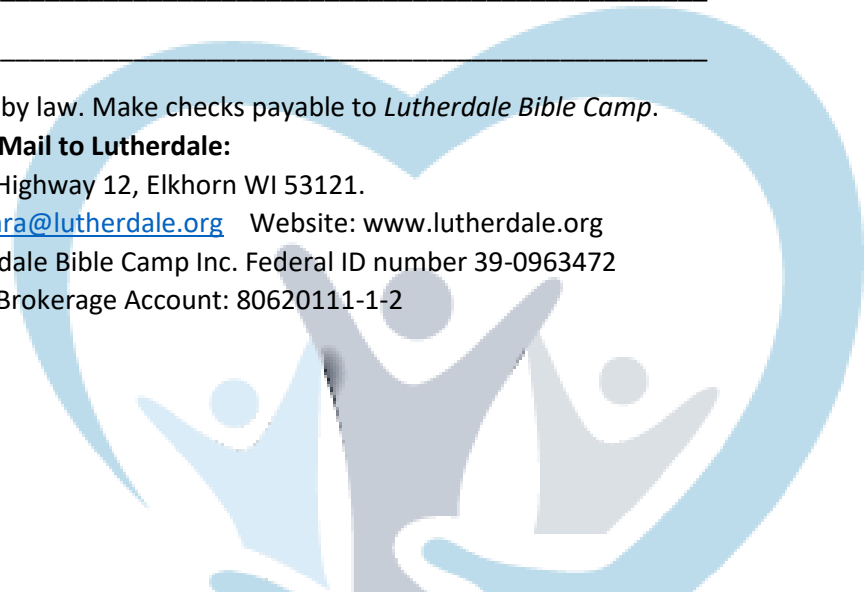 by law. Make checks payable to Lutherdale Bible Camp.
Mail to Lutherdale:
Highway 12, Elkhorn WI 53121.
ara@lutherdale.org Website: www.lutherdale.org
dale Bible Camp Inc. Federal ID number 39-0963472
Brokerage Account: 80620111-1-2